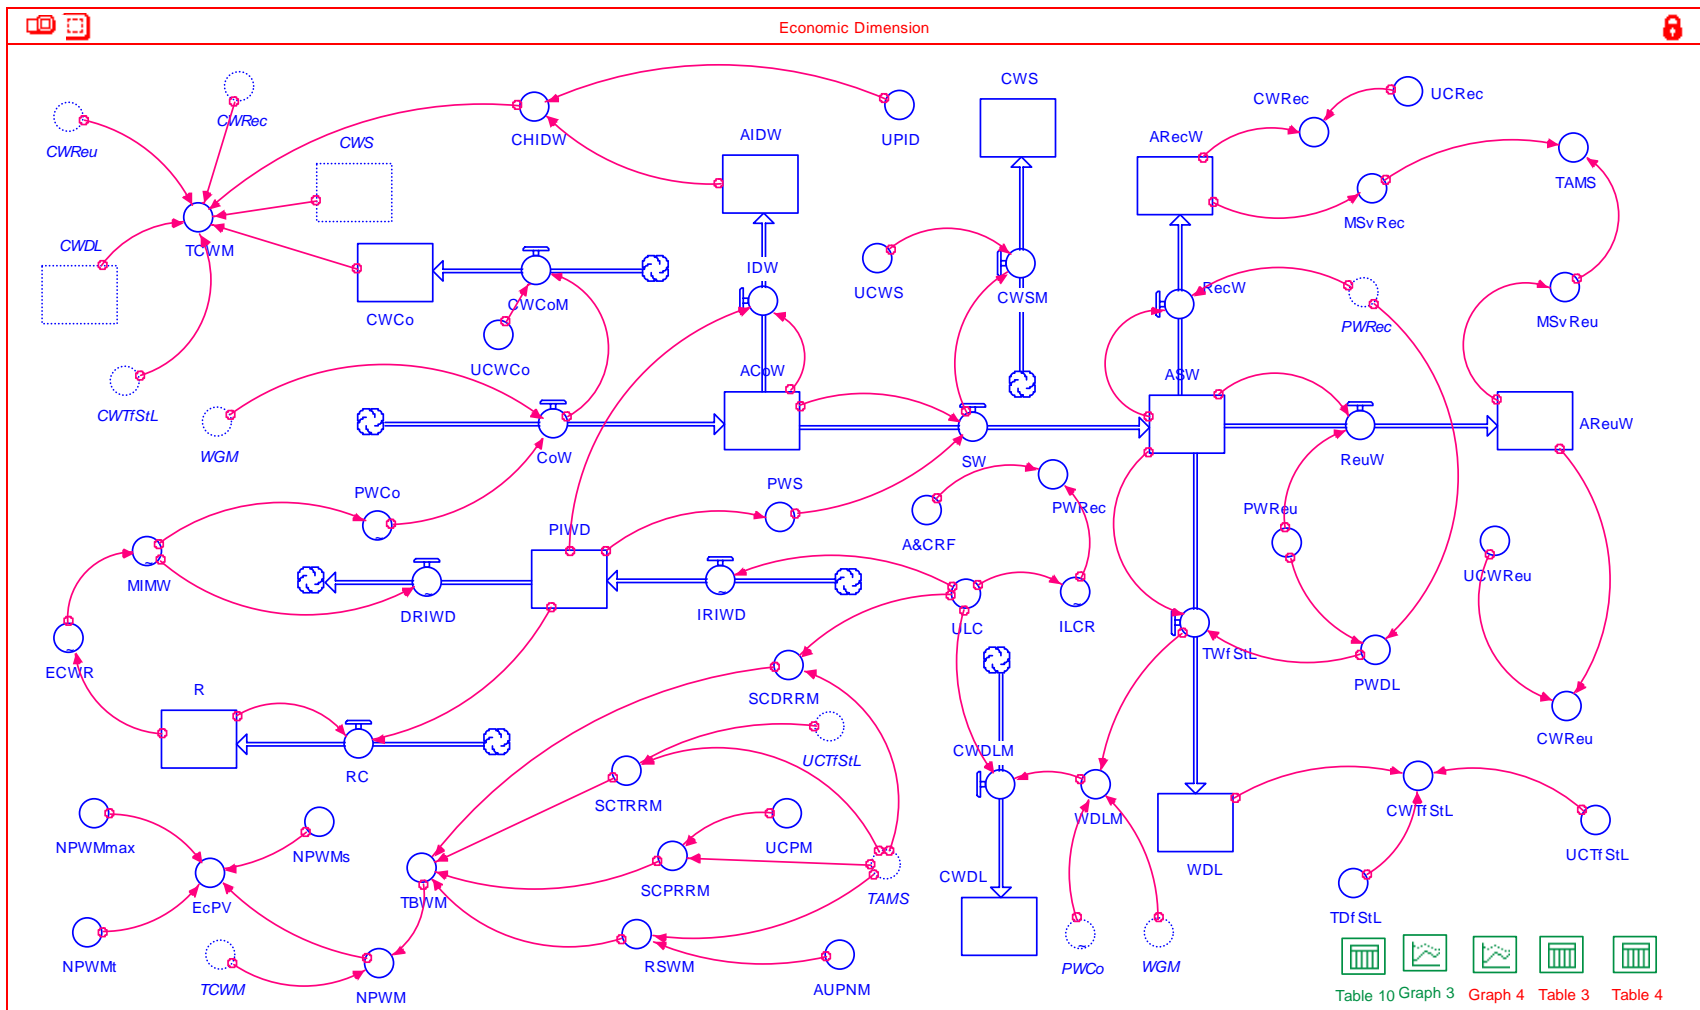 Economic Dimension
CWS
CWRec
UCRec
CWRec
CWReu
CWS
CHIDW
AIDW
UPID
ARecW
TAMS
MSvRec
CWDL
TCWM
IDW
UCWS
CWSM
RecW
PWRec
MSvReu
CWCo
CWCoM
UCWCo
ACoW
ASW
CWTfStL
WGM
CoW
SW
ReuW
AReuW
PWCo
PIWD
PWS
A&CRF
PWRec
PWReu
UCWReu
MIMW
DRIWD
IRIWD
ULC
ILCR
TWfStL
PWDL
ECWR
R
SCDRRM
CWReu
RC
UCTfStL
CWDLM
SCTRRM
WDLM
CWTfStL
NPWMmax
NPWMs
UCPM
UCTfStL
EcPV
TBWM
SCPRRM
TAMS
CWDL
WDL
TDfStL
NPWMt
TCWM
NPWM
RSWM
AUPNM
PWCo
WGM
Table 10
Graph 3
Graph 4
Table 3
Table 4